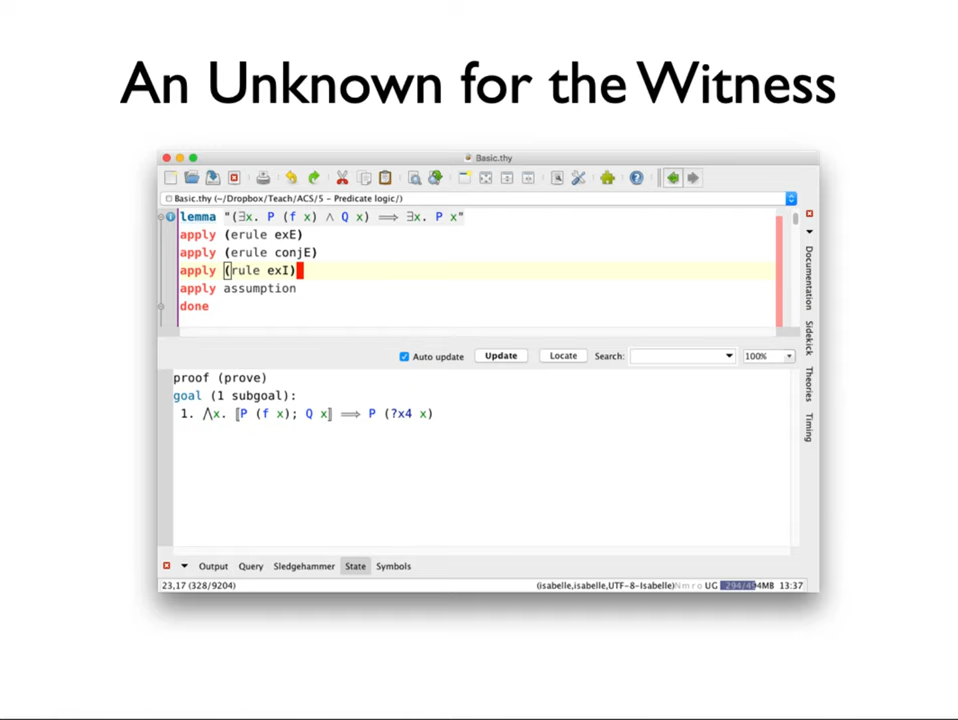 An Unknown for the Witness
Basic.thy
Basic.thy (~/Dropbox/Teach/ACS/5 - Predicate logic/)
lemma "(∃x. P (f x) ∧ Q x) ⟹ ∃x. P x"
apply (erule exE)
apply (erule conjE)
apply (rule exI)
apply assumption
done
Documentation
Sidekick
Theories
Timing
Auto update Update Locate Search: 100%
proof (prove)
goal (1 subgoal):
1. ⋀x. ⟦P (f x); Q x⟧ ⟹ P (?x4 x)
Output Query Sledgehammer State Symbols
23,17 (328/9204) (isabelle,isabelle,UTF-8-Isabelle)Nmro UG 13:37